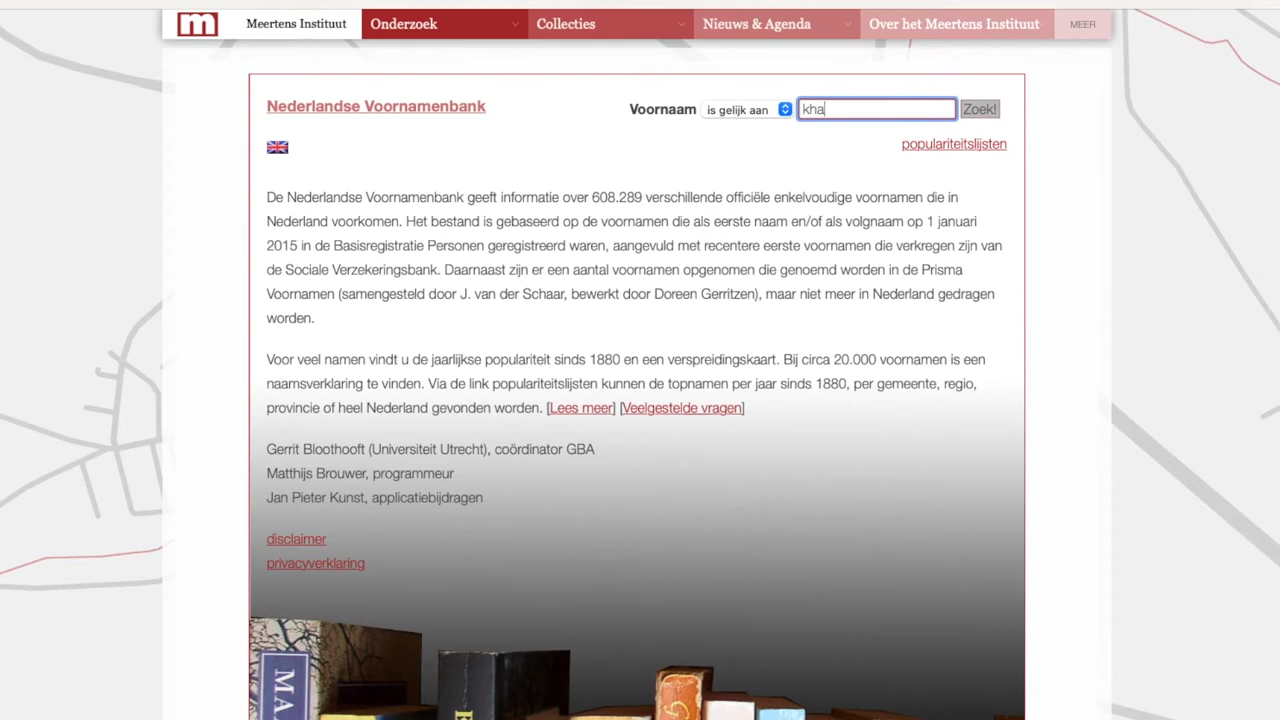 m Meertens Instituut Onderzoek Collecties Nieuws & Agenda Over het Meertens Instituut MEER
Nederlandse Voornamenbank Voornaam is gelijk aan kha Zoek!
populariteitslijsten
De Nederlandse Voornamenbank geeft informatie over 608.289 verschillende officiële enkelvoudige voornamen die in
Nederland voorkomen. Het bestand is gebaseerd op de voornamen die als eerste naam en/of als volgnaam op 1 januari
2015 in de Basisregistratie Personen geregistreerd waren, aangevuld met recentere eerste voornamen die verkregen zijn van
de Sociale Verzekeringsbank. Daarnaast zijn er een aantal voornamen opgenomen die genoemd worden in de Prisma
Voornamen (samengesteld door J. van der Schaar, bewerkt door Doreen Gerritzen), maar niet meer in Nederland gedragen
worden.
Voor veel namen vindt u de jaarlijkse populariteit sinds 1880 en een verspreidingskaart. Bij circa 20.000 voornamen is een
naamsverklaring te vinden. Via de link populariteitslijsten kunnen de topnamen per jaar sinds 1880, per gemeente, regio,
provincie of heel Nederland gevonden worden. [Lees meer] [Veelgestelde vragen]
Gerrit Bloothooft (Universiteit Utrecht), coördinator GBA
Matthijs Brouwer, programmeur
Jan Pieter Kunst, applicatiebijdragen
disclaimer
privacyverklaring
MA